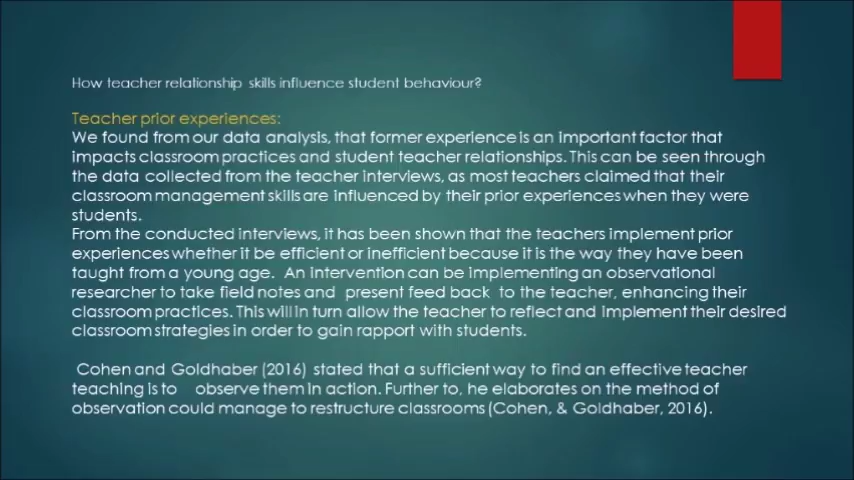 How teacher relationship skills influence student behaviour?
Teacher prior experiences:
We found from our data analysis, that former experience is an important factor that
impacts classroom practices and student teacher relationships. This can be seen through
the data collected from the teacher interviews, as most teachers claimed that their
classroom management skills are influenced by their prior experiences when they were
students.
From the conducted interviews, it has been shown that the teachers implement prior
experiences whether it be efficient or inefficient because it is the way they have been
taught from a young age. An intervention can be implementing an observational
researcher to take field notes and present feed back to the teacher, enhancing their
classroom practices. This will in turn allow the teacher to reflect and implement their desired
classroom strategies in order to gain rapport with students.
Cohen and Goldhaber (2016) stated that a sufficient way to find an effective teacher
teaching is to observe them in action. Further to, he elaborates on the method of
observation could manage to restructure classrooms (Cohen, & Goldhaber, 2016).